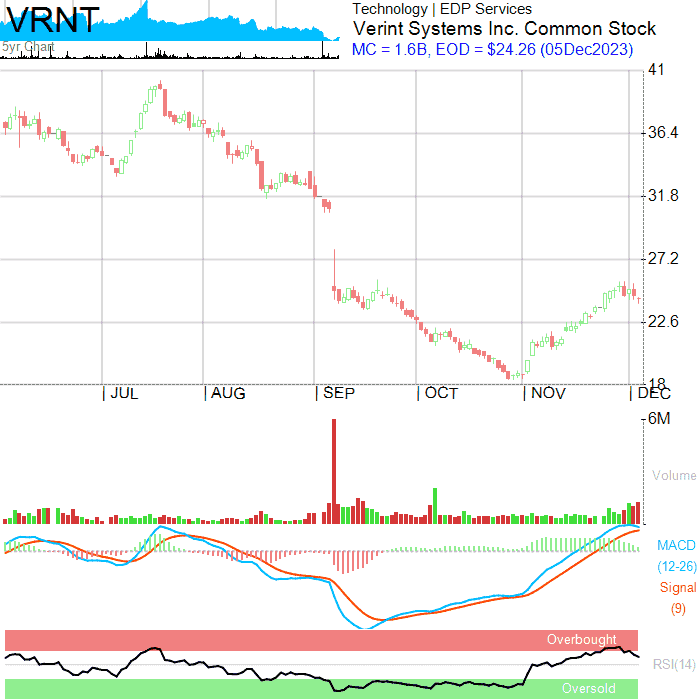 VRNT
5yr Chart
Technology | EDP Services
Verint Systems Inc. Common Stock
MC = 1.6B, EOD = $24.26 (05Dec2023)
41
36.4
31.8
27.2
22.6
18
| JUL | AUG | SEP | OCT | NOV | DEC
6M
Volume
MACD
(12-26)
Signal
(9)
Overbought
RSI(14)
Oversold